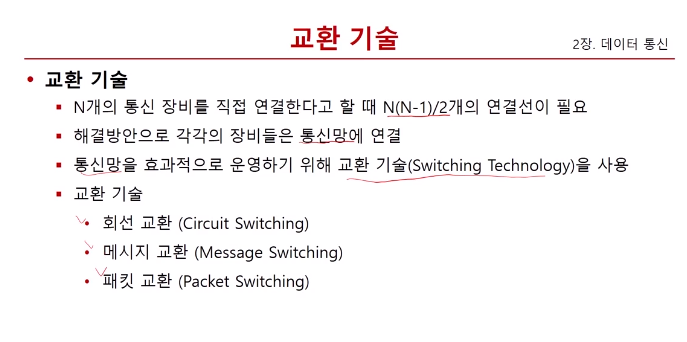 교환 기술
2장. 데이터 통신
• 교환 기술
▪ N개의 통신 장비를 직접 연결한다고 할 때 N(N-1)/2개의 연결선이 필요
▪ 해결방안으로 각각의 장비들은 통신망에 연결
▪ 통신망을 효과적으로 운영하기 위해 교환 기술(Switching Technology)을 사용
▪ 교환 기술
• 회선 교환 (Circuit Switching)
• 메시지 교환 (Message Switching)
• 패킷 교환 (Packet Switching)